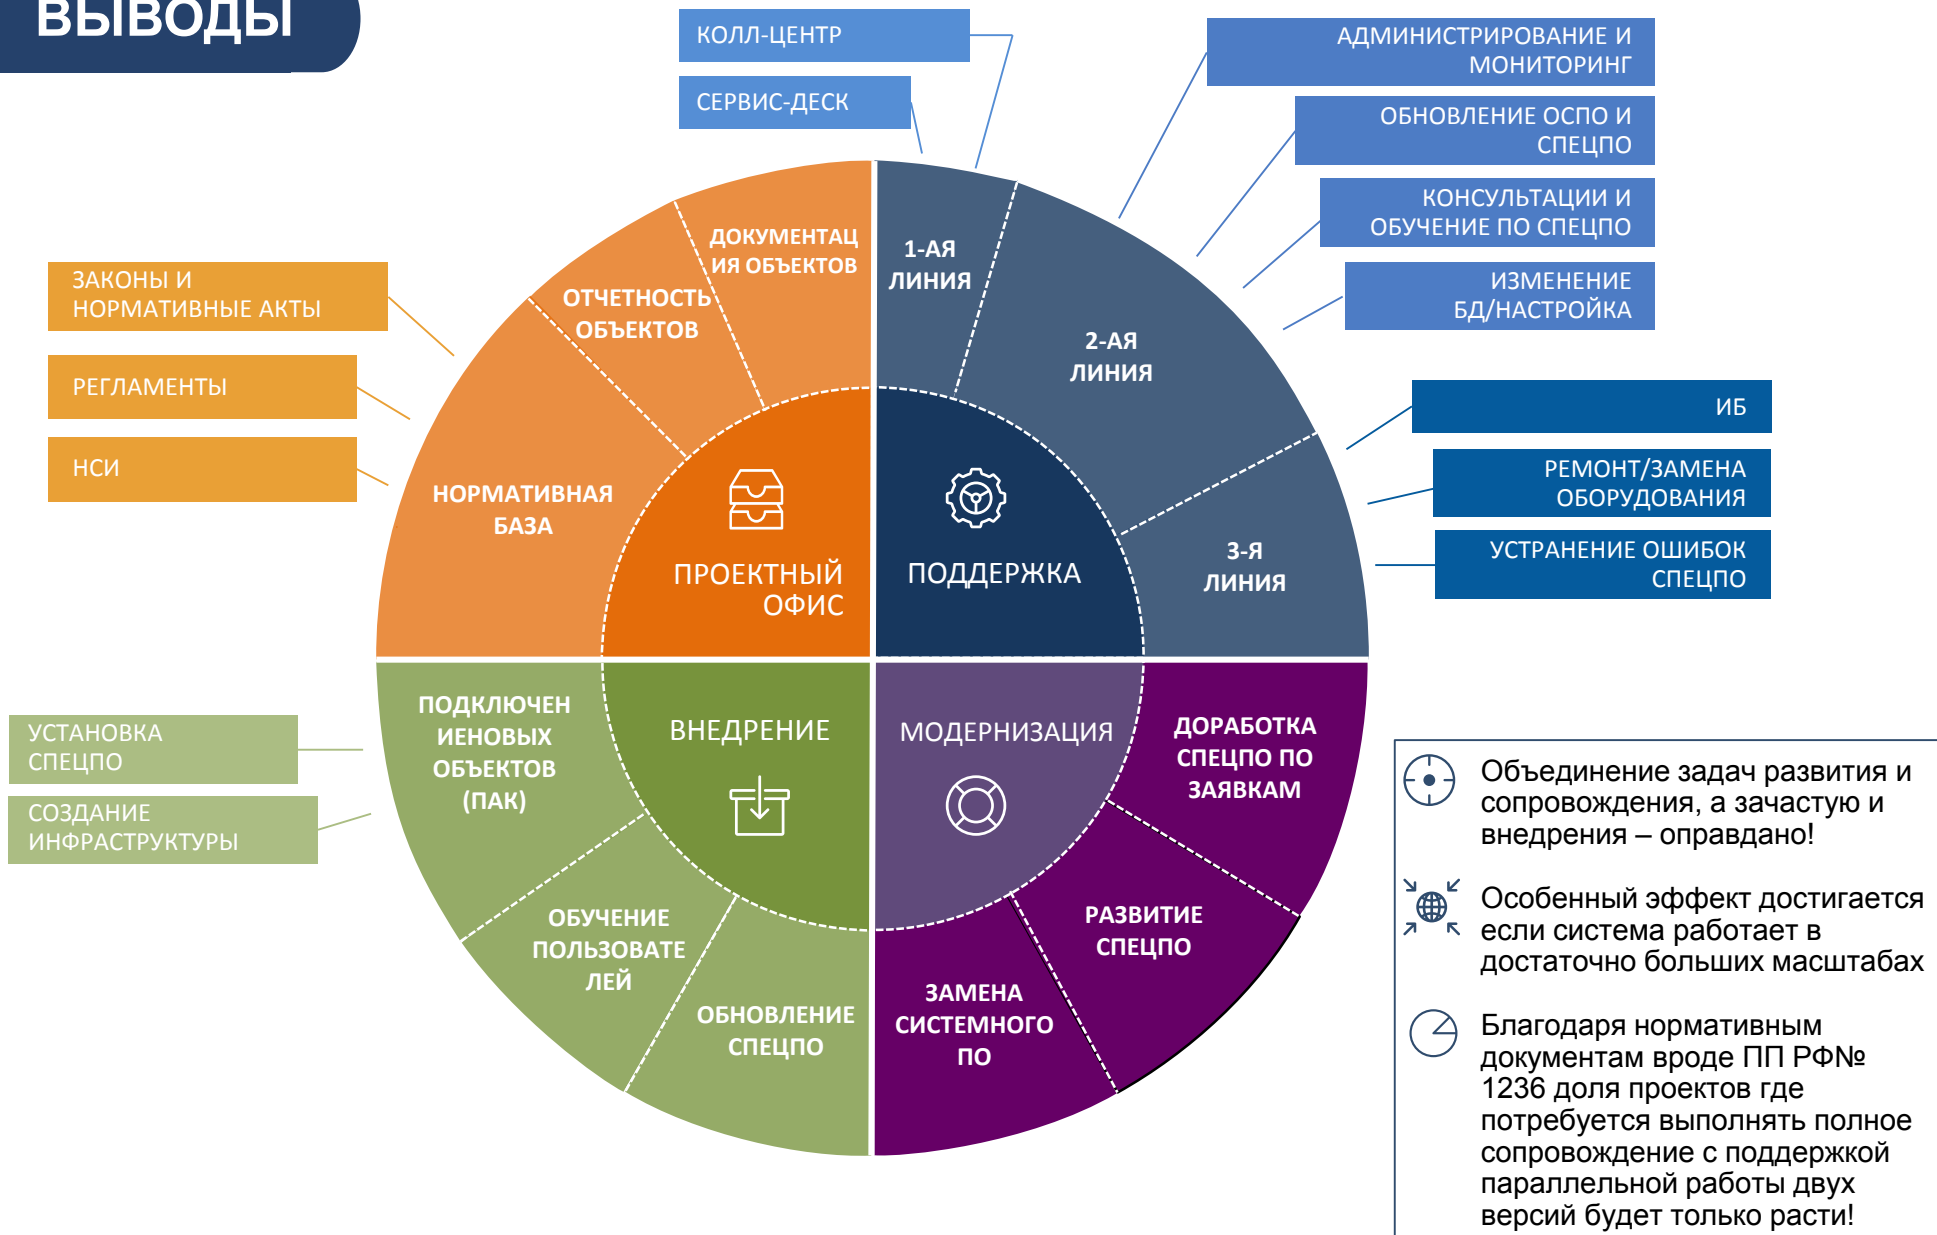 ВЫВОДЫ
КОЛЛ-ЦЕНТР
СЕРВИС-ДЕСК
АДМИНИСТРИРОВАНИЕ И
МОНИТОРИНГ
ОБНОВЛЕНИЕ ОСПО И
СПЕЦПО
КОНСУЛЬТАЦИИ И
ОБУЧЕНИЕ ПО СПЕЦПО
ИЗМЕНЕНИЕ
БД/НАСТРОЙКА
ИБ
РЕМОНТ/ЗАМЕНА
ОБОРУДОВАНИЯ
УСТРАНЕНИЕ ОШИБОК
СПЕЦПО
ЗАКОНЫ И
НОРМАТИВНЫЕ АКТЫ
РЕГЛАМЕНТЫ
НСИ
ДОКУМЕНТАЦ
ИЯ ОБЪЕКТОВ
ОТЧЕТНОСТЬ
ОБЪЕКТОВ
НОРМАТИВНАЯ
БАЗА
ПРОЕКТНЫЙ
ОФИС
1-АЯ
ЛИНИЯ
2-АЯ
ЛИНИЯ
3-Я
ЛИНИЯ
ПОДДЕРЖКА
УСТАНОВКА
СПЕЦПО
СОЗДАНИЕ
ИНФРАСТРУКТУРЫ
ПОДКЛЮЧЕН
ИЕНОВЫХ
ОБЪЕКТОВ
(ПАК)
ВНЕДРЕНИЕ
ОБУЧЕНИЕ
ПОЛЬЗОВАТЕ
ЛЕЙ
ОБНОВЛЕНИЕ
СПЕЦПО
МОДЕРНИЗАЦИЯ
ДОРАБОТКА
СПЕЦПО ПО
ЗАЯВКАМ
РАЗВИТИЕ
СПЕЦПО
ЗАМЕНА
СИСТЕМНОГО
ПО
Объединение задач развития и
сопровождения, а зачастую и
внедрения – оправдано!
Особенный эффект достигается
если система работает в
достаточно больших масштабах
Благодаря нормативным
документам вроде ПП РФ№
1236 доля проектов где
потребуется выполнять полное
сопровождение с поддержкой
параллельной работы двух
версий будет только расти!